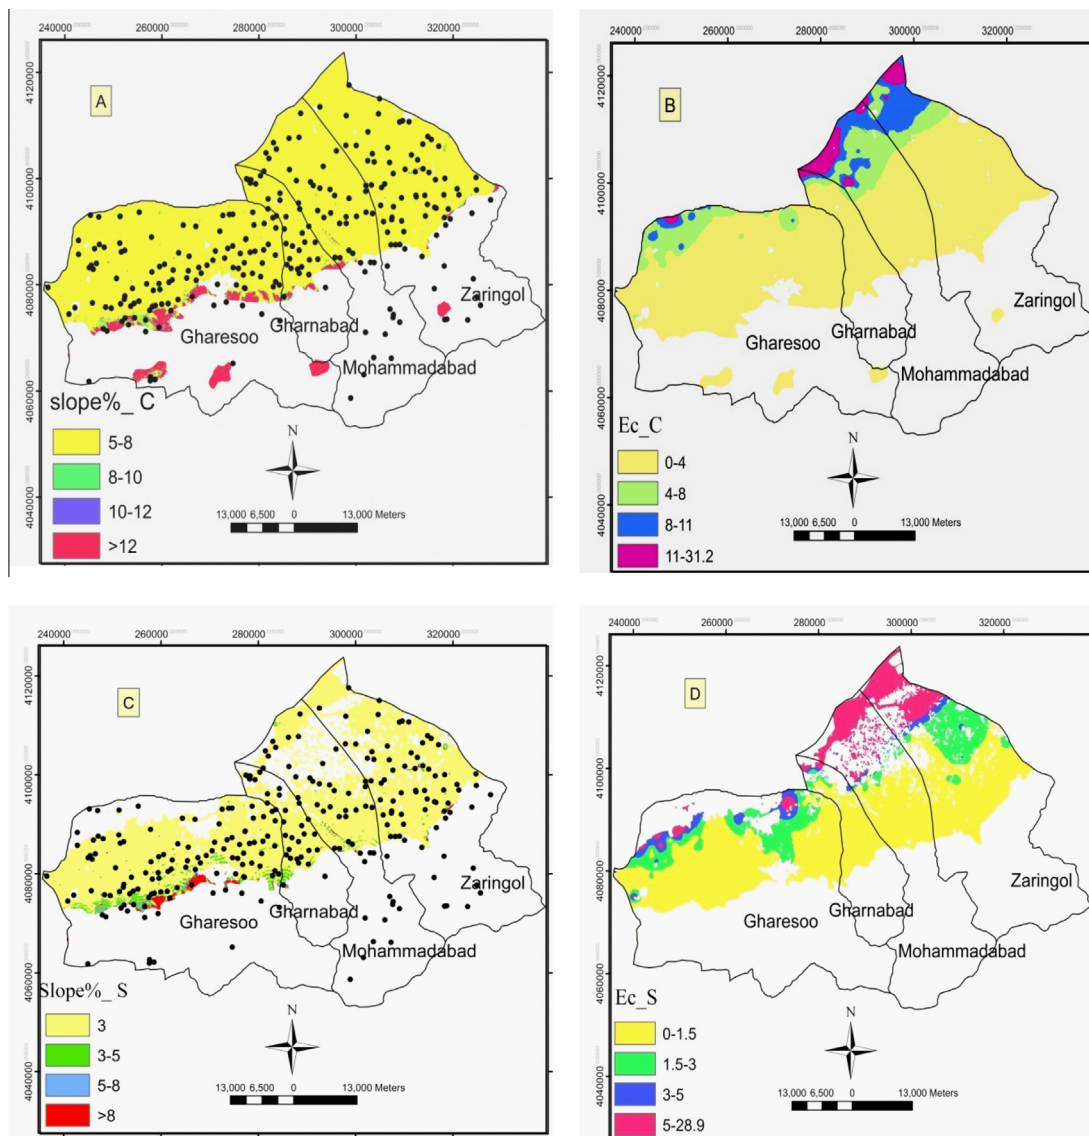 240000 260000 280000 300000 320000
4120000
A
4100000
4080000
Zaringol
Gharesoo
Gharnabad
Mohammadabad
4060000
slope%_ C
5-8
8-10
10-12
>12
4040000
N
13,000 6,500 0 13,000 Meters
240000 260000 280000 300000 320000
4120000
B
4100000
4080000
Zaringol
Gharesoo
Gharnabad
Mohammadabad
4060000
Ec_C
0-4
4-8
8-11
11-31.2
4040000
N
13,000 6,500 0 13,000 Meters
240000 260000 280000 300000 320000
4120000
C
4100000
4080000
Zaringol
Gharesoo
Gharnabad
Mohammadabad
4060000
Slope%_ S
3
3-5
5-8
>8
4040000
N
13,000 6,500 0 13,000 Meters
240000 260000 280000 300000 320000
4120000
D
4100000
4080000
Zaringol
Gharesoo
Gharnabad
Mohammadabad
4060000
Ec_S
0-1.5
1.5-3
3-5
5-28.9
4040000
N
13,000 6,500 0 13,000 Meters